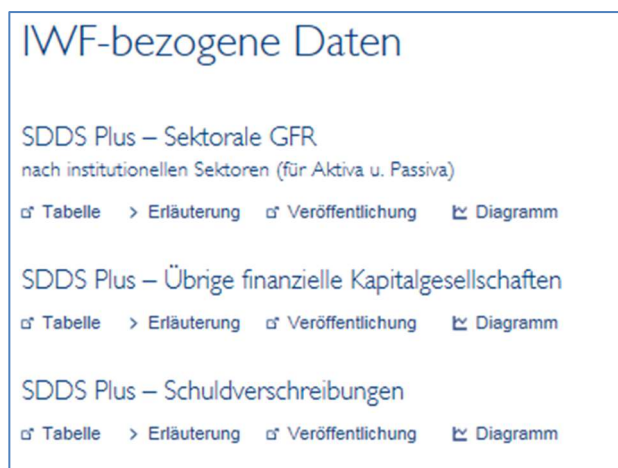 IWF-bezogene Daten
SDDS Plus – Sektorale GFR
nach institutionellen Sektoren (für Aktiva u. Passiva)
Tabelle > Erläuterung Veröffentlichung Diagramm
SDDS Plus – Übrige finanzielle Kapitalgesellschaften
Tabelle > Erläuterung Veröffentlichung Diagramm
SDDS Plus – Schuldverschreibungen
Tabelle > Erläuterung Veröffentlichung Diagramm